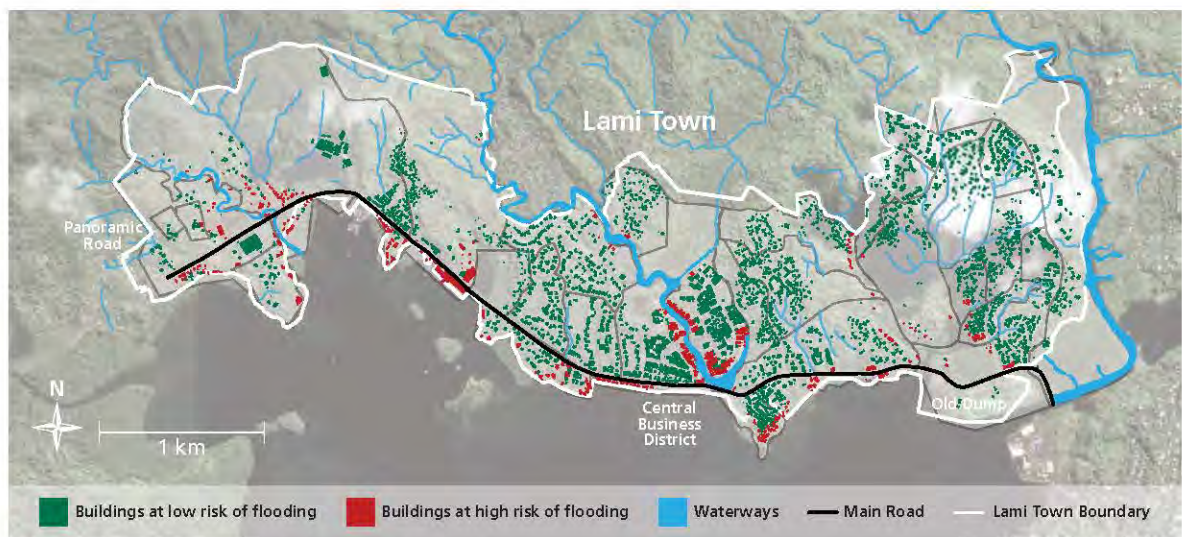 Lami Town
Panoramic
Road
N
1 km
Central
Business
District
Old Dump
Buildings at low risk of flooding
Buildings at high risk of flooding
Waterways
Main Road
Lami Town Boundary